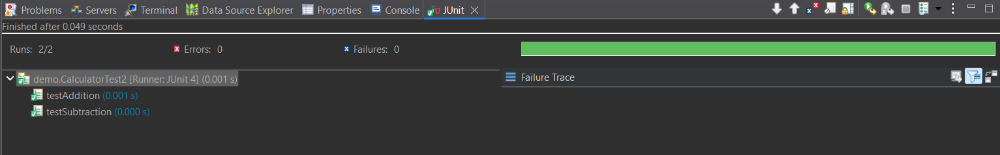 Problems Servers Terminal Data Source Explorer Properties Console JUnit
Finished after 0.049 seconds
Runs: 2/2 Errors: 0 Failures: 0
demo.CalculatorTest2 [Runner: JUnit 4] (0.001 s) Failure Trace
testAddition (0.001 s)
testSubtraction (0.000 s)